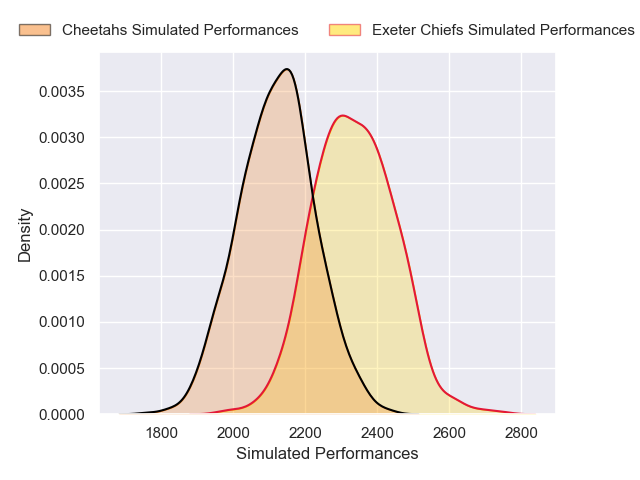 Cheetahs Simulated Performances Exeter Chiefs Simulated Performances
0.0035
0.0030
0.0025
0.0020
0.0015
0.0010
0.0005
0.0000
Density
1800 2000 2200 2400 2600 2800
Simulated Performances